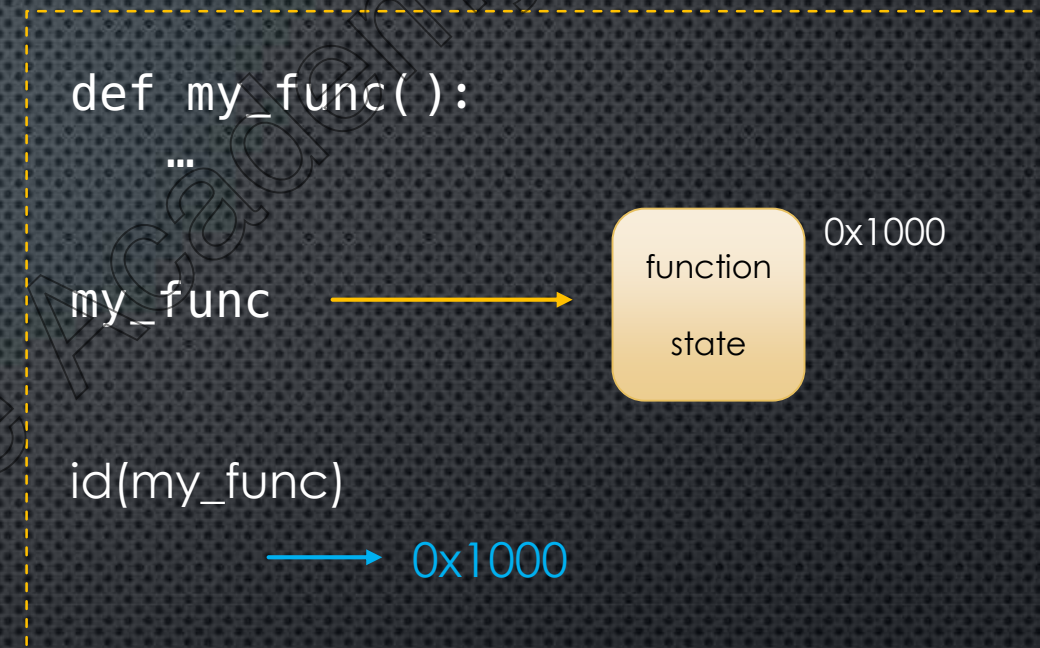 def my_func():
…
my_func
function
state
0x1000
id(my_func)
0x1000